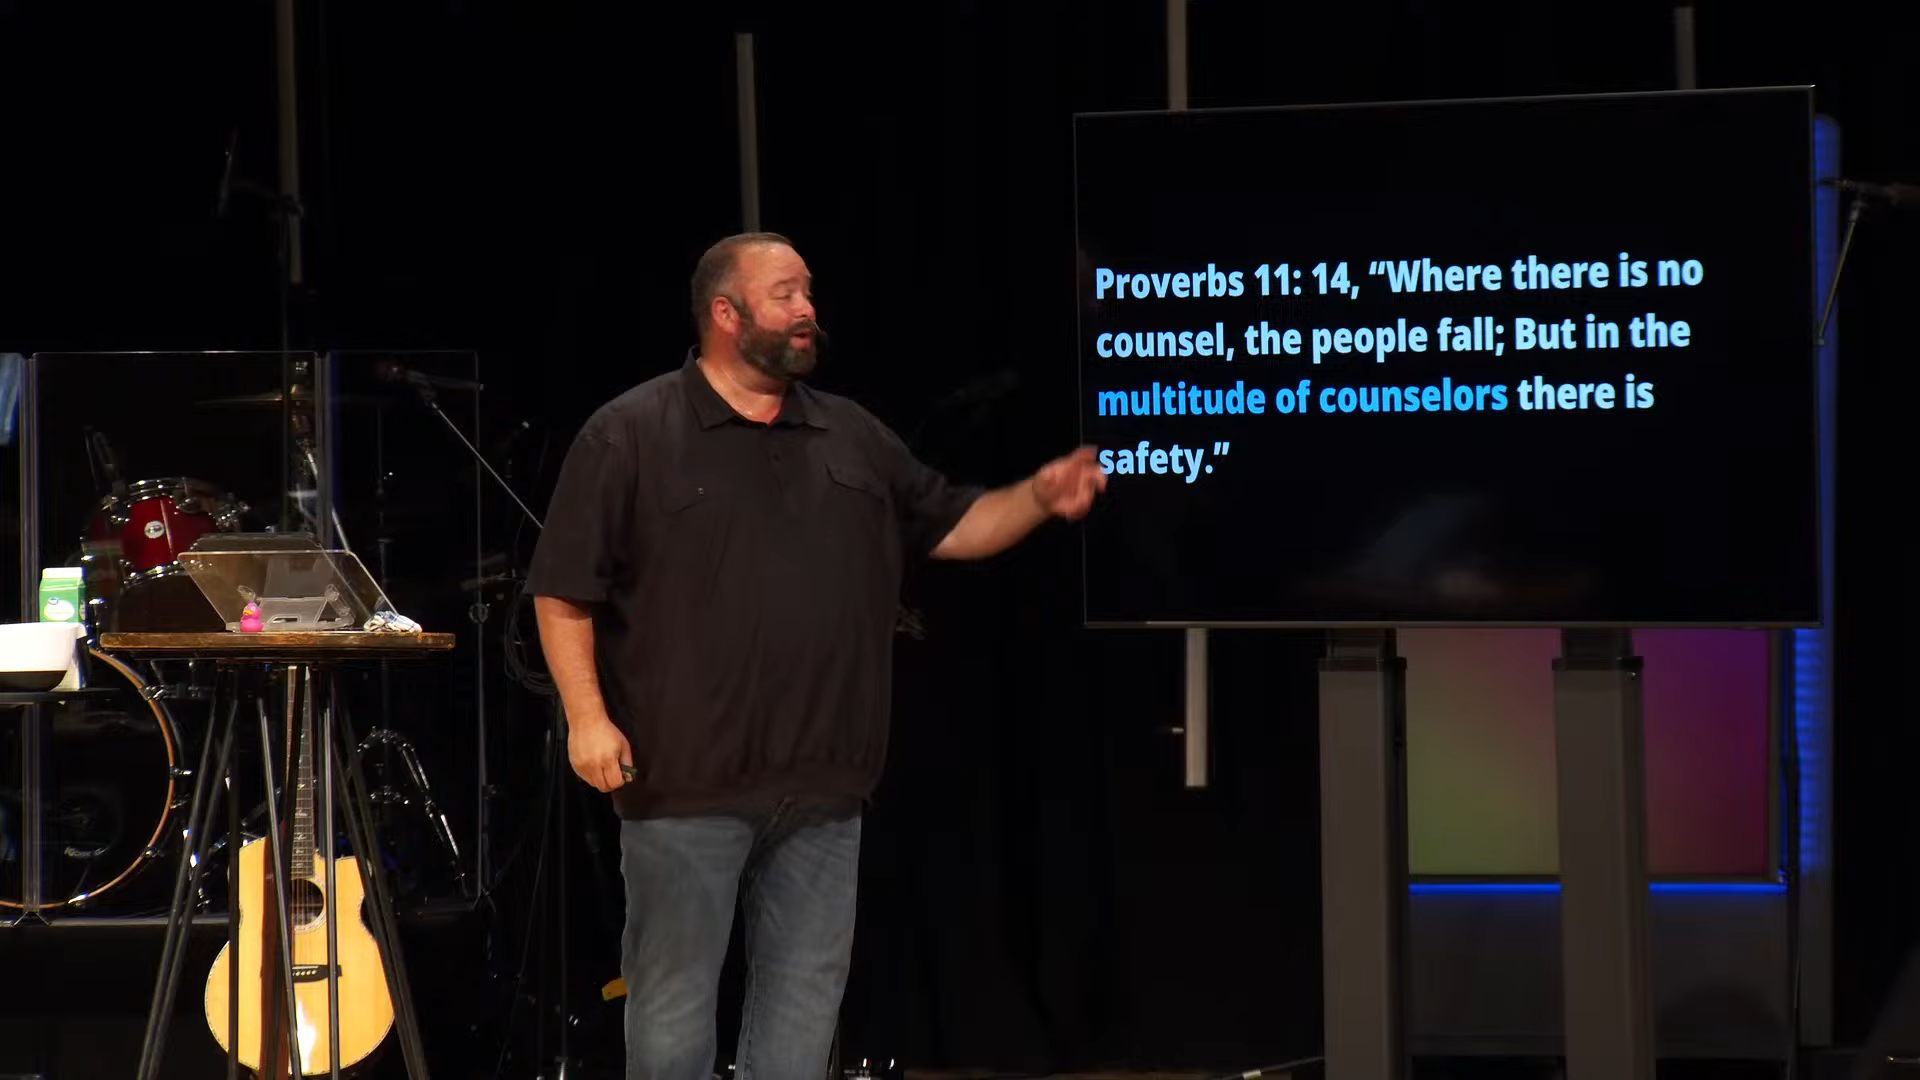 Proverbs 11: 14, “Where there is no
counsel, the people fall; But in the
multitude of counselors there is
safety.”